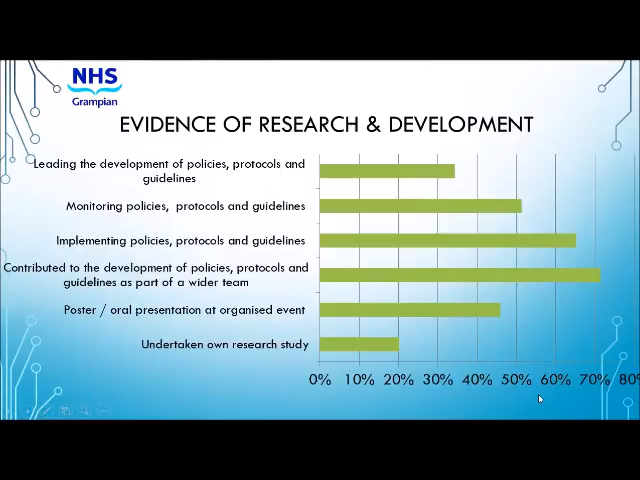 NHS
Grampian
EVIDENCE OF RESEARCH & DEVELOPMENT
Leading the development of policies, protocols and
guidelines
Monitoring policies, protocols and guidelines
Implementing policies, protocols and guidelines
Contributed to the development of policies, protocols and
guidelines as part of a wider team
Poster / oral presentation at organised event
Undertaken own research study
0% 10% 20% 30% 40% 50% 60% 70% 80%